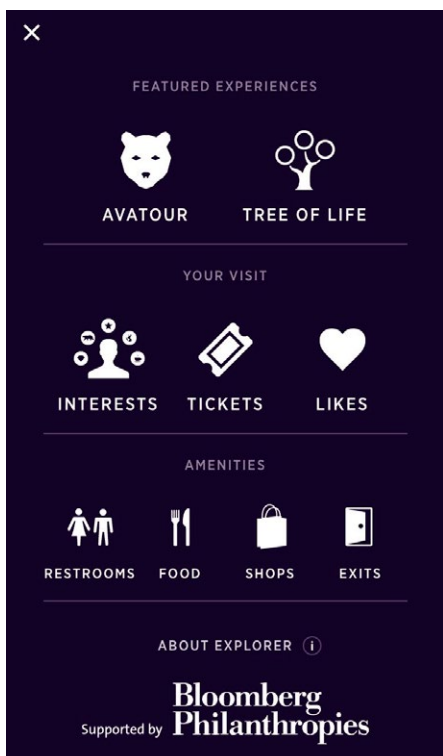 FEATURED EXPERIENCES
AVATOUR TREE OF LIFE
YOUR VISIT
INTERESTS TICKETS LIKES
AMENITIES
RESTROOMS FOOD SHOPS EXITS
ABOUT EXPLORER i
Supported by Bloomberg
Philanthropies